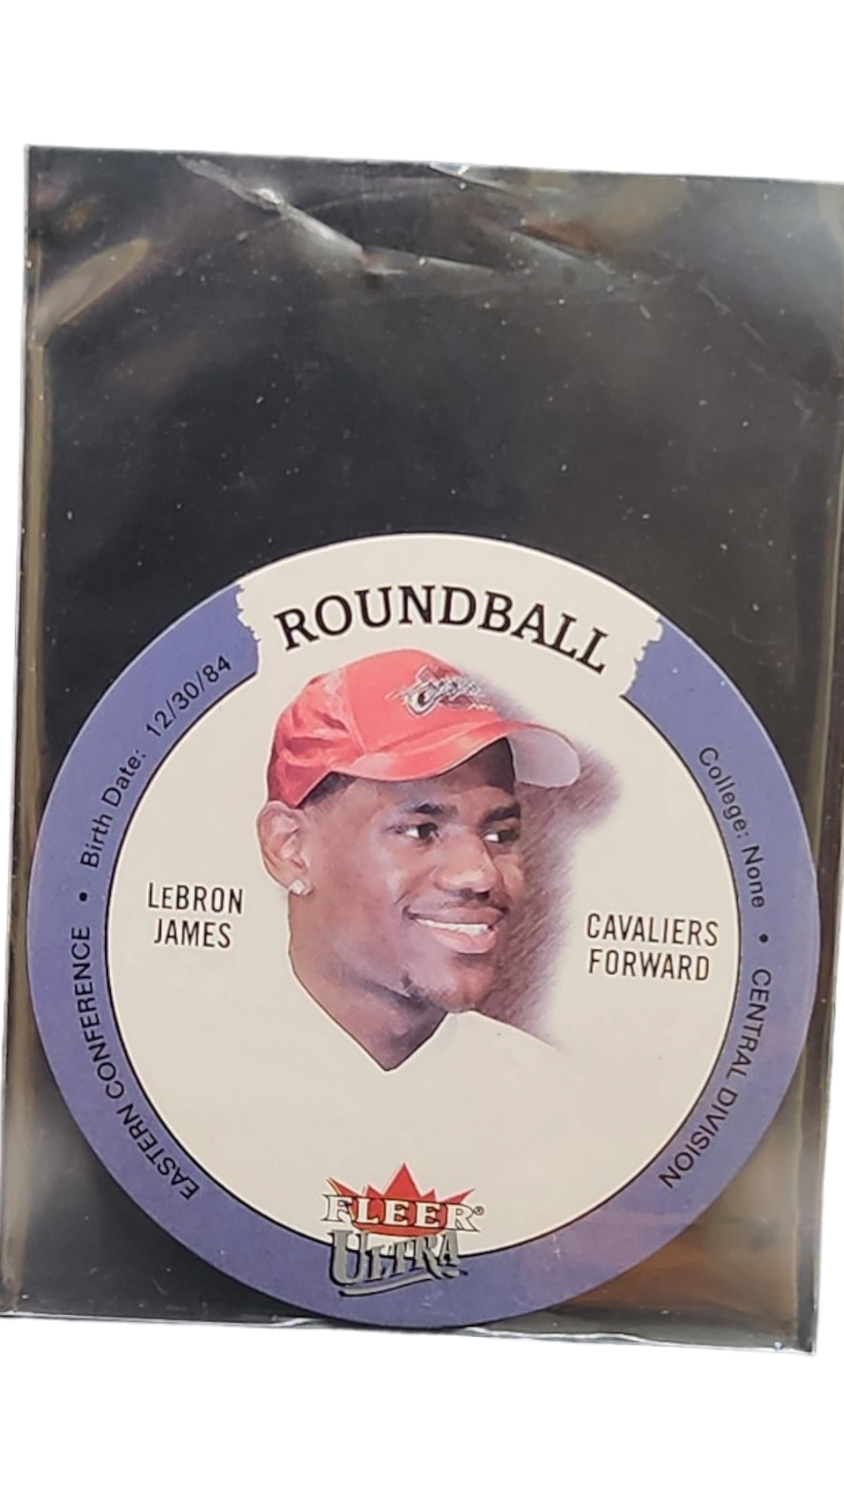 ROUNDBALL
Birth Date: 12/30/84
College: None
LeBRON
JAMES
CAVALIERS
FORWARD
EASTERN CONFERENCE
CENTRAL DIVISION
FLEER®
ULTRA